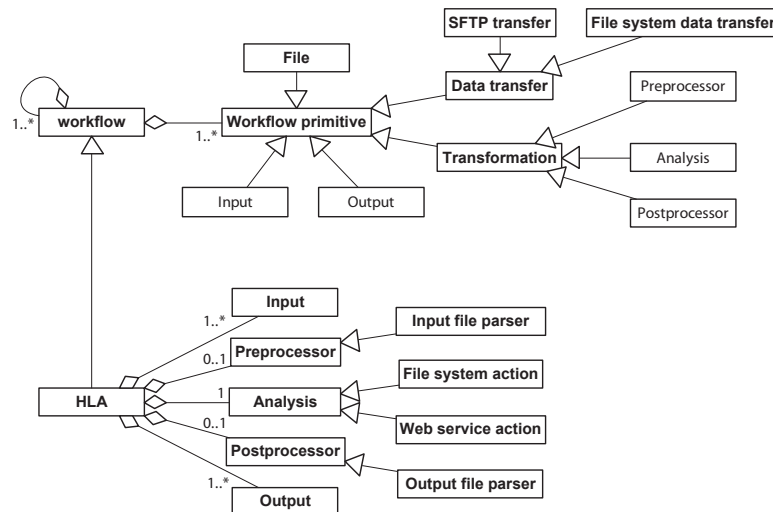 SFTP transfer
File system data transfer
File
Data transfer
Preprocessor
1..*
workflow
1..*
Workflow primitive
Transformation
Analysis
Input
Output
Postprocessor
Input
1..*
Input file parser
Preprocessor
0..1
File system action
HLA
1
Analysis
Web service action
0..1
Postprocessor
Output file parser
1..*
Output